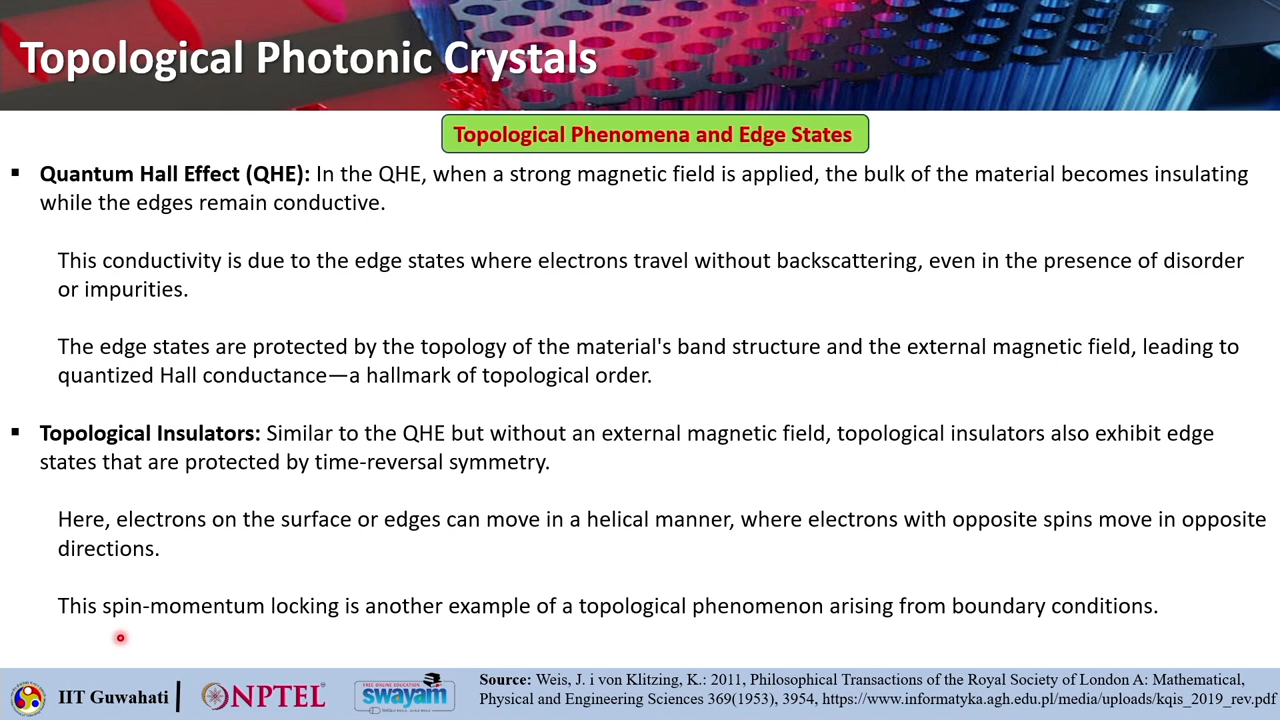 Topological Photonic Crystals
Topological Phenomena and Edge States
▪ Quantum Hall Effect (QHE): In the QHE, when a strong magnetic field is applied, the bulk of the material becomes insulating
while the edges remain conductive.
This conductivity is due to the edge states where electrons travel without backscattering, even in the presence of disorder
or impurities.
The edge states are protected by the topology of the material's band structure and the external magnetic field, leading to
quantized Hall conductance—a hallmark of topological order.
▪ Topological Insulators: Similar to the QHE but without an external magnetic field, topological insulators also exhibit edge
states that are protected by time-reversal symmetry.
Here, electrons on the surface or edges can move in a helical manner, where electrons with opposite spins move in opposite
directions.
This spin-momentum locking is another example of a topological phenomenon arising from boundary conditions.
IIT Guwahati
NPTEL
FREE ONLINE EDUCATION
swayam
Source: Weis, J. i von Klitzing, K.: 2011, Philosophical Transactions of the Royal Society of London A: Mathematical,
Physical and Engineering Sciences 369(1953), 3954, https://www.informatyka.agh.edu.pl/media/uploads/kqis_2019_rev.pdf